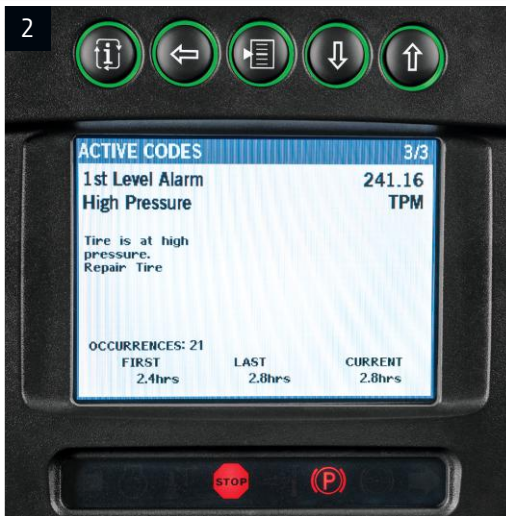 2
i
ACTIVE CODES 3/3
1st Level Alarm 241.16
High Pressure TPM
Tire is at high
pressure.
Repair Tire
OCCURRENCES: 21
FIRST LAST CURRENT
2.4hrs 2.8hrs 2.8hrs
STOP P